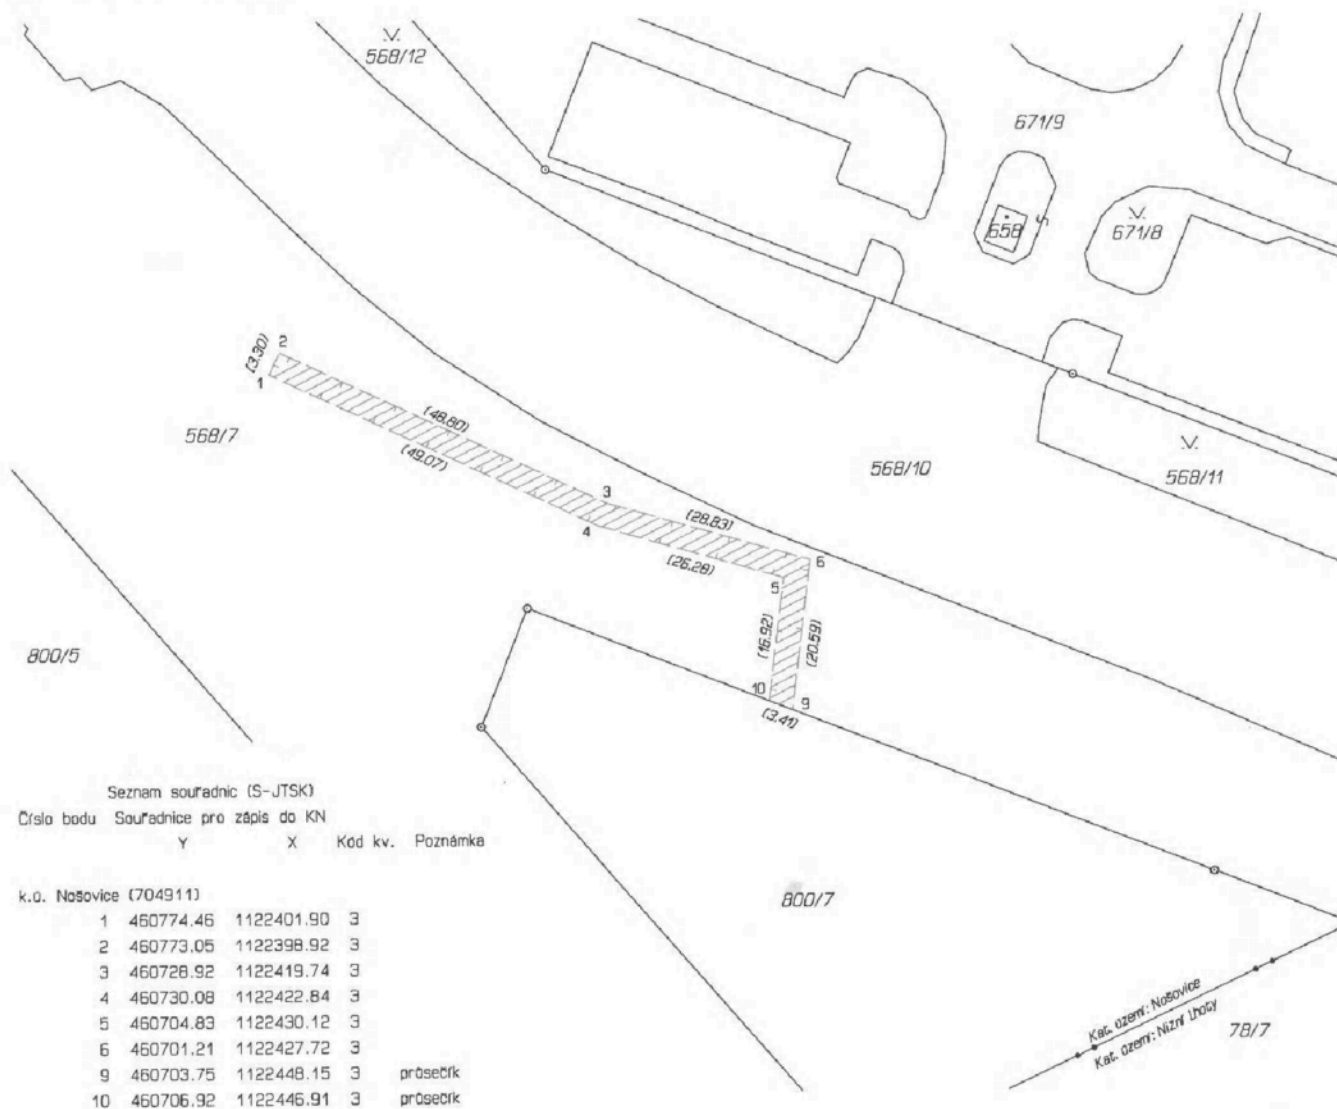 .V.
568/12
671/9
658
.V.
671/8
2
(3.30)
1
568/7
(48.80)
(49.07)
568/10
.V.
568/11
3
4
(28.83)
(26.28)
6
5
(16.92)
(20.59)
10
9
(3.41)
800/5
Seznam souřadnic (S-JTSK)
Číslo bodu Souřadnice pro zápis do KN
Y X Kód kv. Poznámka
k.ú. Nošovice (704911)
1 460774.46 1122401.90 3
2 460773.05 1122398.92 3
3 460728.92 1122419.74 3
4 460730.08 1122422.84 3
5 460704.83 1122430.12 3
6 460701.21 1122427.72 3
9 460703.75 1122448.15 3 průsečík
10 460706.92 1122446.91 3 průsečík
800/7
Kat. území: Nošovice
Kat. území: Nižní Lhoty
78/7